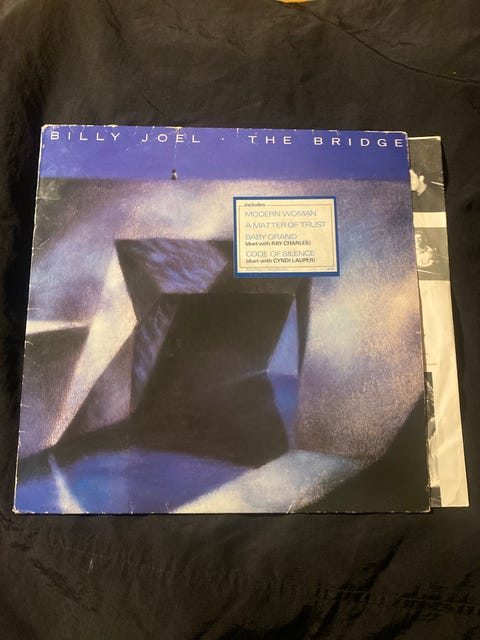 BILLY JOEL · THE BRIDGE
includes
MODERN WOMAN
A MATTER OF TRUST
BABY GRAND
(duet with RAY CHARLES)
CODE OF SILENCE
(duet with CYNDI LAUPER)